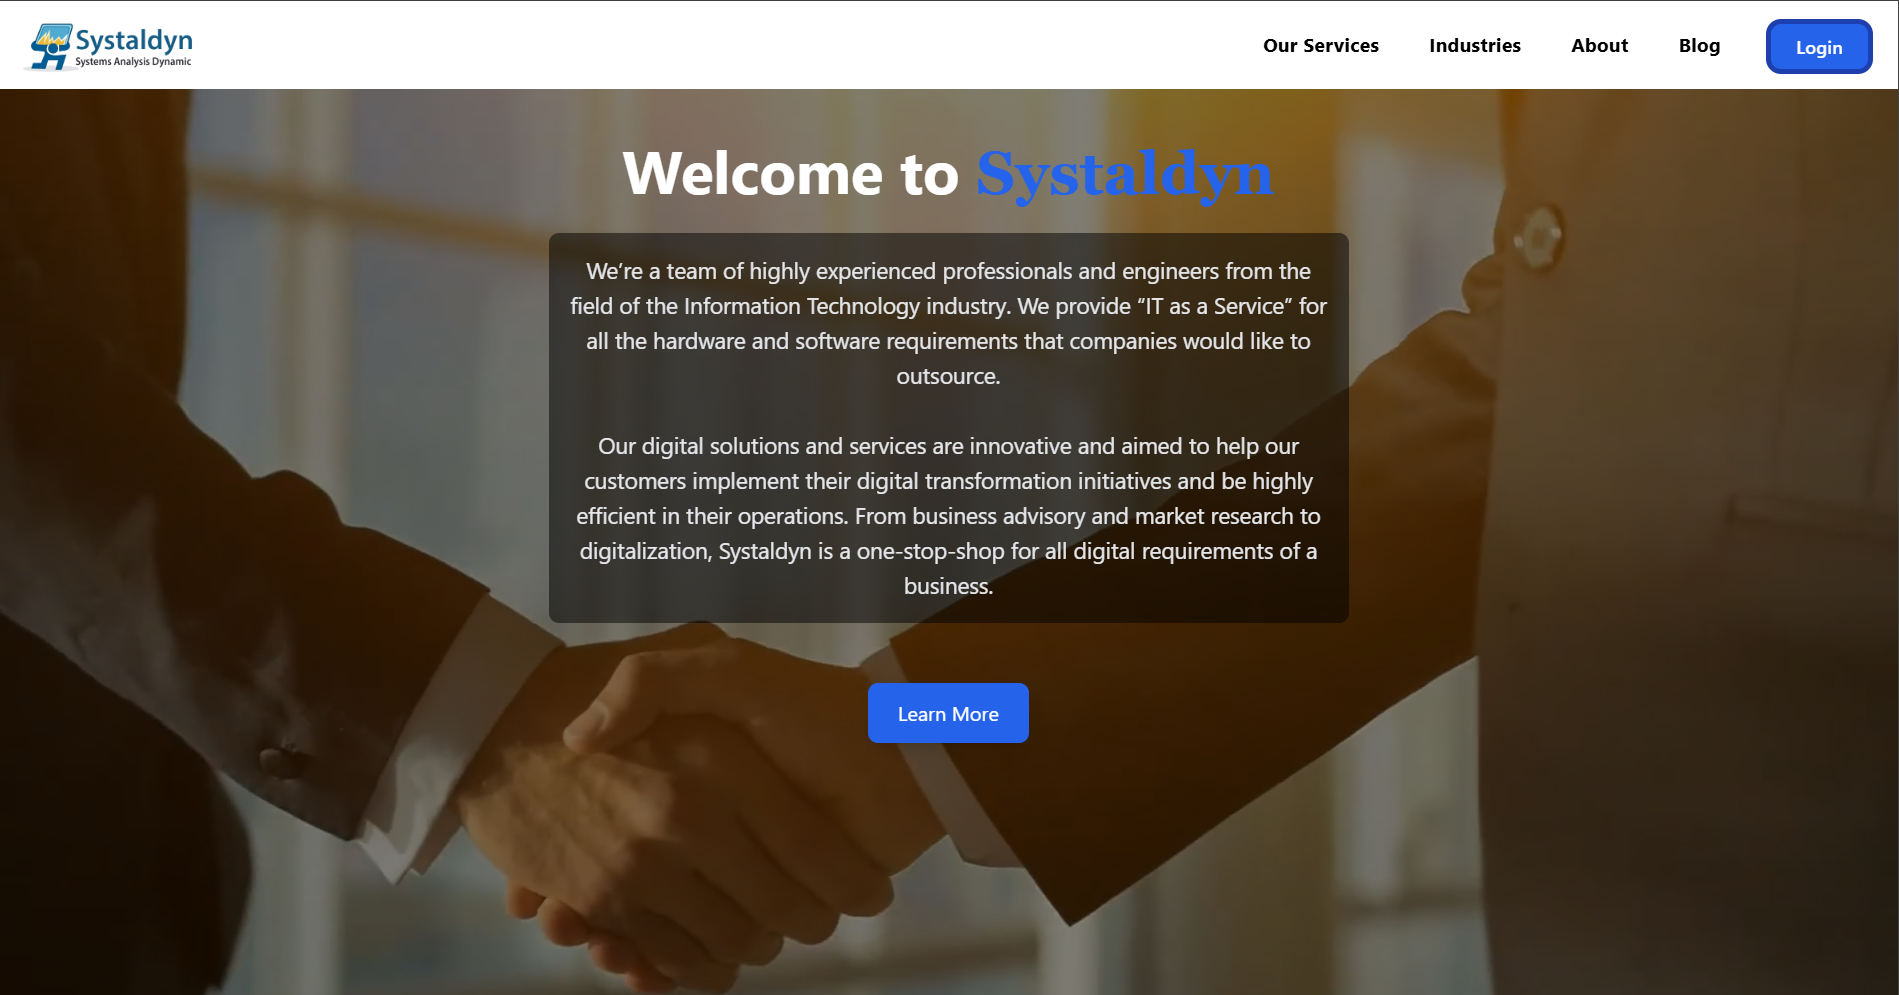 Systaldyn
Systems Analysis Dynamic
Our Services
Industries
About
Blog
Login
Welcome to Systaldyn
We’re a team of highly experienced professionals and engineers from the
field of the Information Technology industry. We provide “IT as a Service” for
all the hardware and software requirements that companies would like to
outsource.
Our digital solutions and services are innovative and aimed to help our
customers implement their digital transformation initiatives and be highly
efficient in their operations. From business advisory and market research to
digitalization, Systaldyn is a one-stop-shop for all digital requirements of a
business.
Learn More